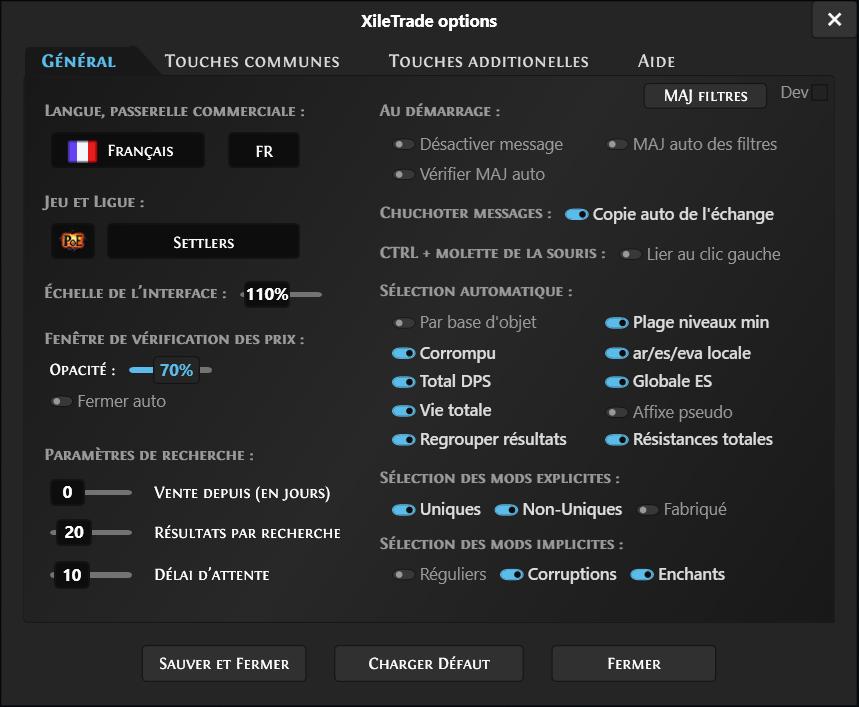 XileTrade options
Général
Touches communes
Touches additionelles
Aide
MAJ filtres
Dev
Langue, passerelle commerciale :
Français
FR
Jeu et Ligue :
PoE
Settlers
Échelle de l'interface :
110%
Fenêtre de vérification des prix :
Opacité :
70%
Fermer auto
Paramètres de recherche :
0
Vente depuis (en jours)
20
Résultats par recherche
10
Délai d'attente
Au démarrage :
Désactiver message
MAJ auto des filtres
Vérifier MAJ auto
Chuchoter messages :
Copie auto de l'échange
CTRL + molette de la souris :
Lier au clic gauche
Sélection automatique :
Par base d'objet
Plage niveaux min
Corrompu
ar/es/eva locale
Total DPS
Globale ES
Vie totale
Affixe pseudo
Regrouper résultats
Résistances totales
Sélection des mods explicites :
Uniques
Non-Uniques
Fabriqué
Sélection des mods implicites :
Réguliers
Corruptions
Enchants
Sauver et Fermer
Charger Défaut
Fermer